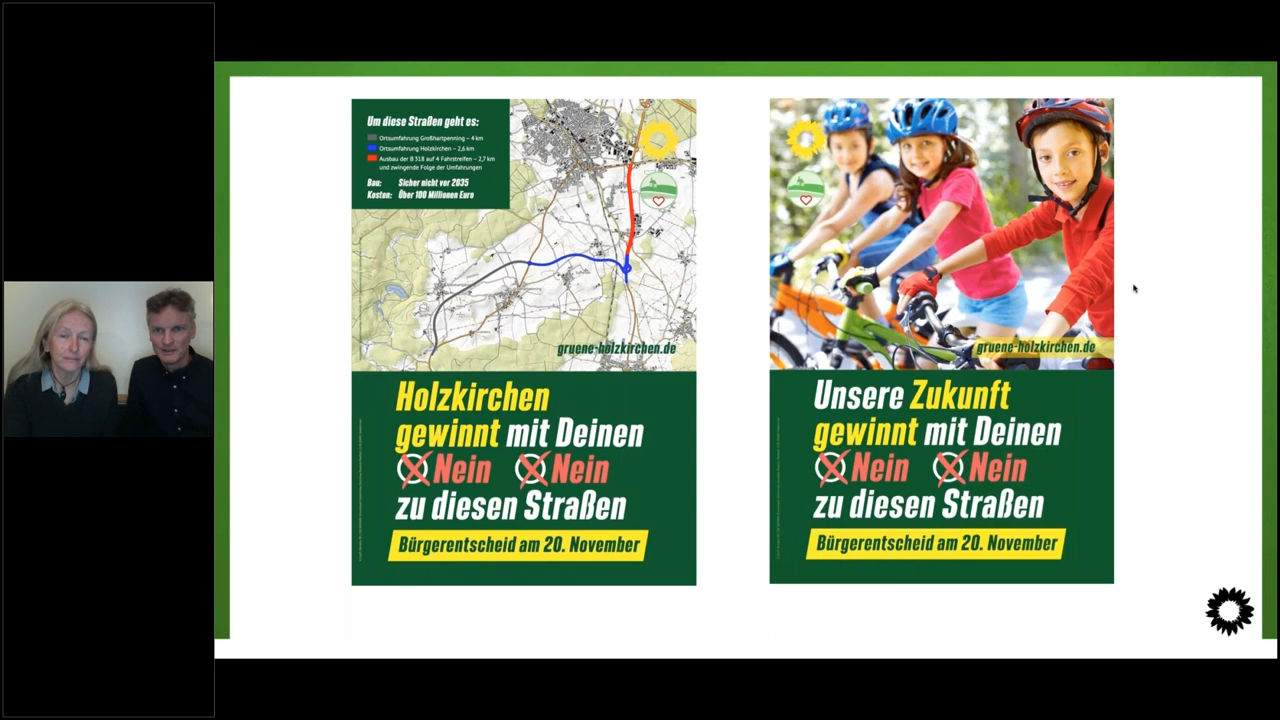 Um diese Straßen geht es:
Ortsumfahrung Großhartpenning – 4 km
Ortsumfahrung Holzkirchen – 2,6 km
Ausbau der B 318 auf 4 Fahrstreifen – 2,7 km
und zwingende Folge der Umfahrungen
Bau: Sicher nicht vor 2035
Kosten: Über 100 Millionen Euro
gruene-holzkirchen.de
Holzkirchen
gewinnt mit Deinen
Nein Nein
zu diesen Straßen
Bürgerentscheid am 20. November
gruene-holzkirchen.de
Unsere Zukunft
gewinnt mit Deinen
Nein Nein
zu diesen Straßen
Bürgerentscheid am 20. November